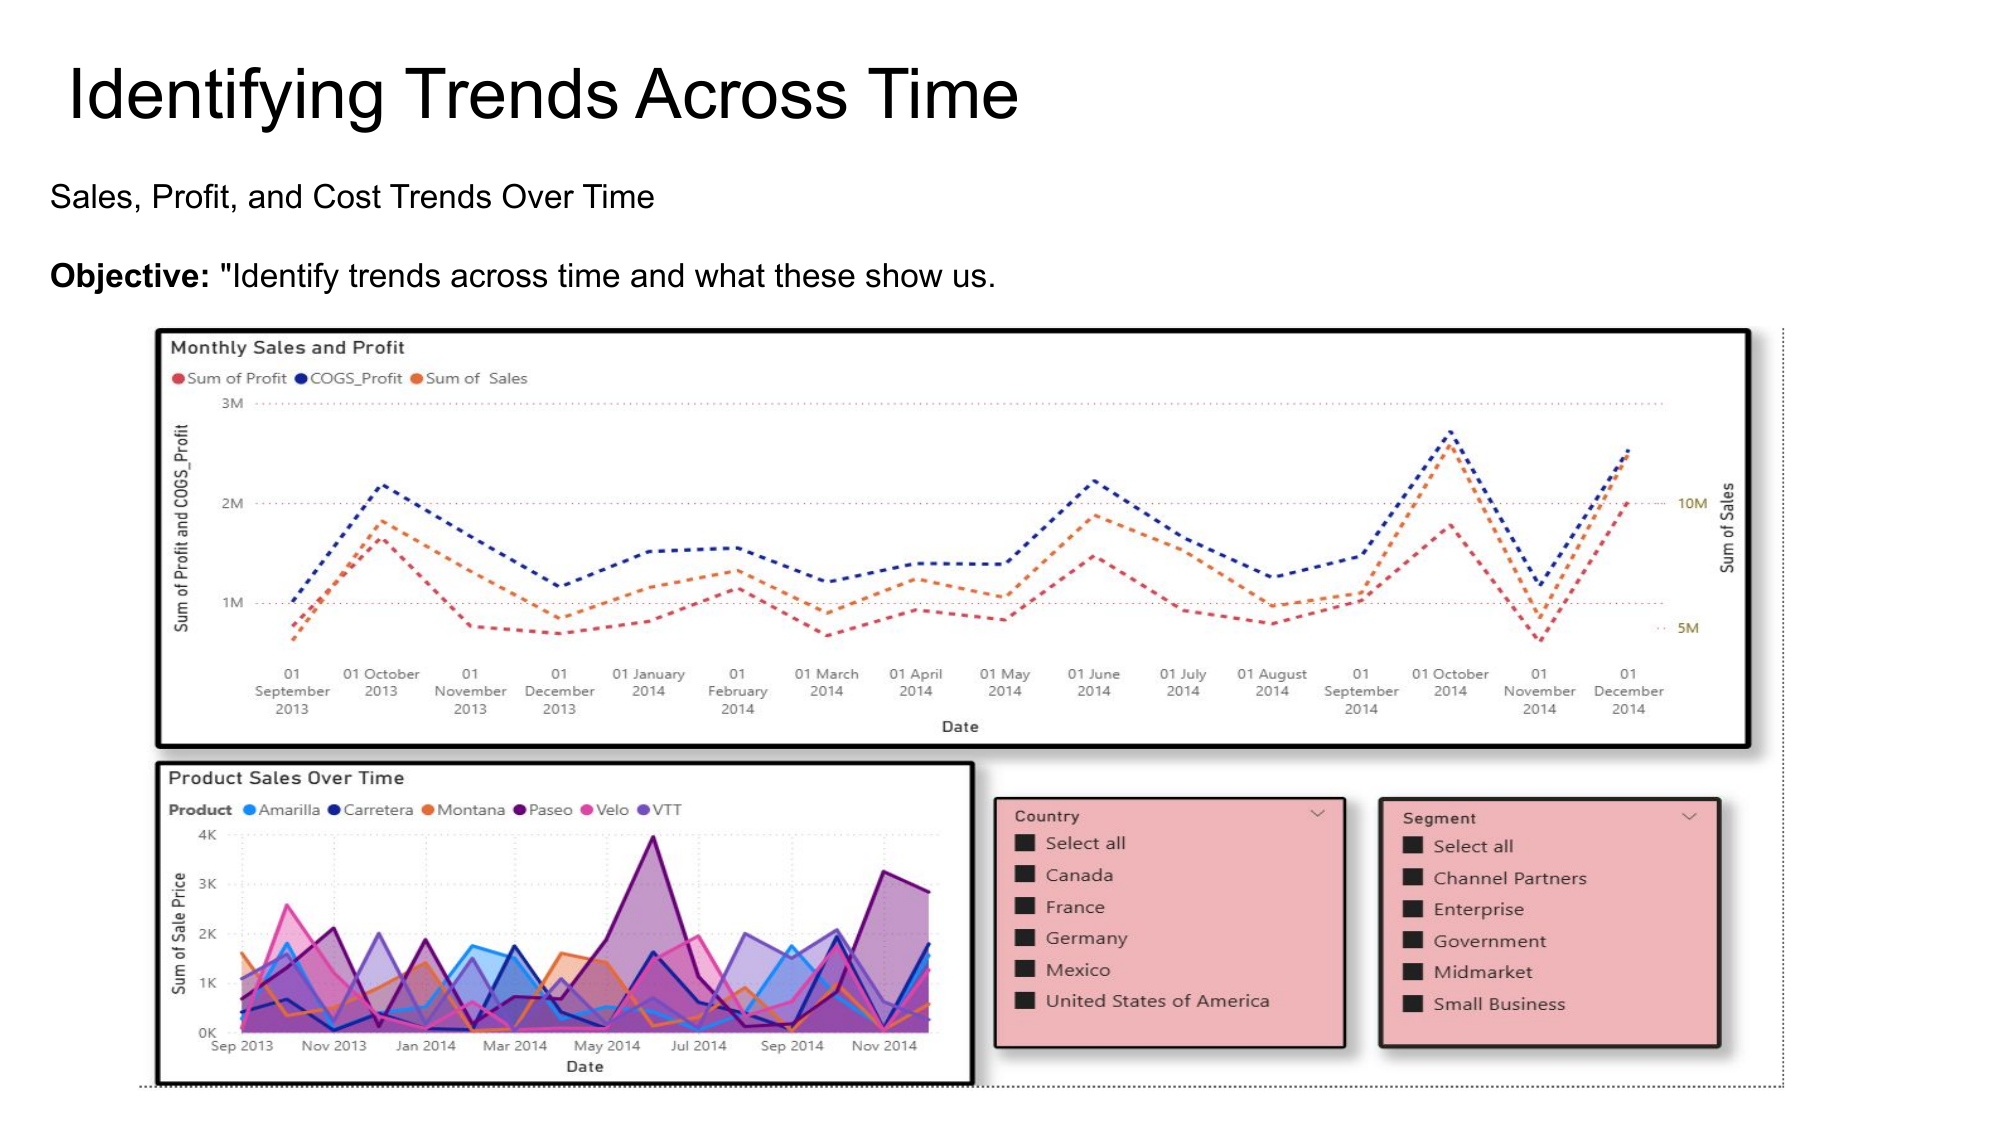 Identifying Trends Across Time
Sales, Profit, and Cost Trends Over Time
Objective: "Identify trends across time and what these show us.
Monthly Sales and Profit
Sum of Profit COGS_Profit Sum of Sales
Sum of Profit and COGS_Profit
3M
2M
1M
10M
5M
Sum of Sales
01 September 2013
01 October 2013
01 November 2013
01 December 2013
01 January 2014
01 February 2014
01 March 2014
01 April 2014
01 May 2014
01 June 2014
01 July 2014
01 August 2014
01 September 2014
01 October 2014
01 November 2014
01 December 2014
Date
Product Sales Over Time
Product Amarilla Carretera Montana Paseo Velo VTT
Sum of Sale Price
4K
3K
2K
1K
0K
Sep 2013 Nov 2013 Jan 2014 Mar 2014 May 2014 Jul 2014 Sep 2014 Nov 2014
Date
Country
Select all
Canada
France
Germany
Mexico
United States of America
Segment
Select all
Channel Partners
Enterprise
Government
Midmarket
Small Business